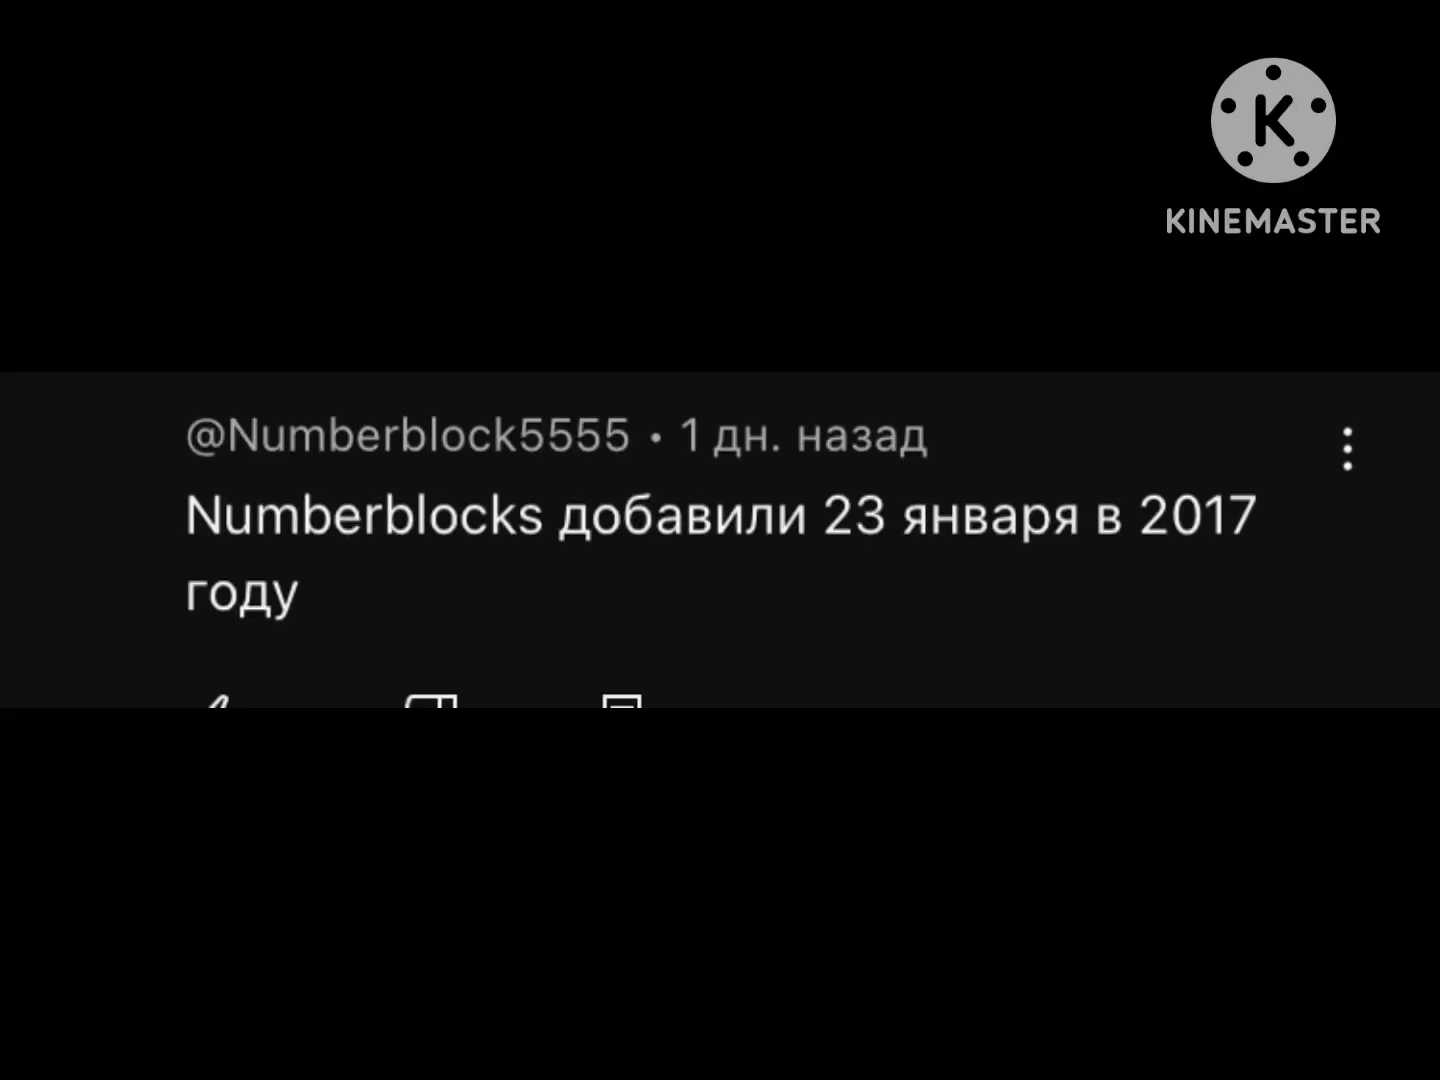 K
KINEMASTER
@Numberblock5555 • 1 дн. назад
Numberblocks добавили 23 января в 2017
году